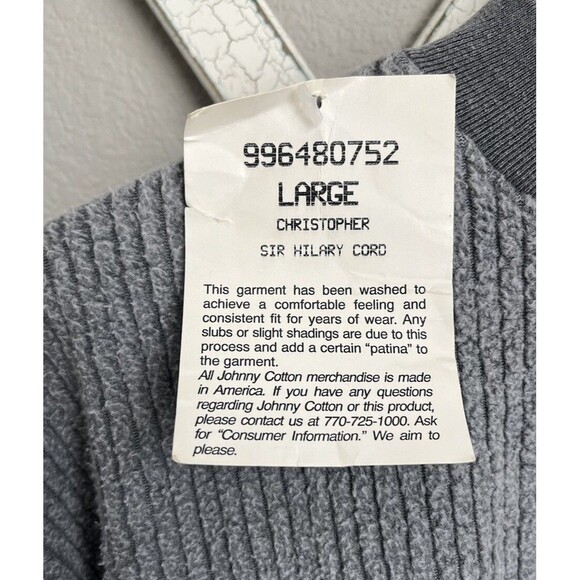 996480752
LARGE
CHRISTOPHER
SIR HILARY CORD
This garment has been washed to
achieve a comfortable feeling and
consistent fit for years of wear. Any
slubs or slight shadings are due to this
process and add a certain “patina” to
the garment.
All Johnny Cotton merchandise is made
in America. If you have any questions
regarding Johnny Cotton or this product,
please contact us at 770-725-1000. Ask
for “Consumer Information.” We aim to
please.